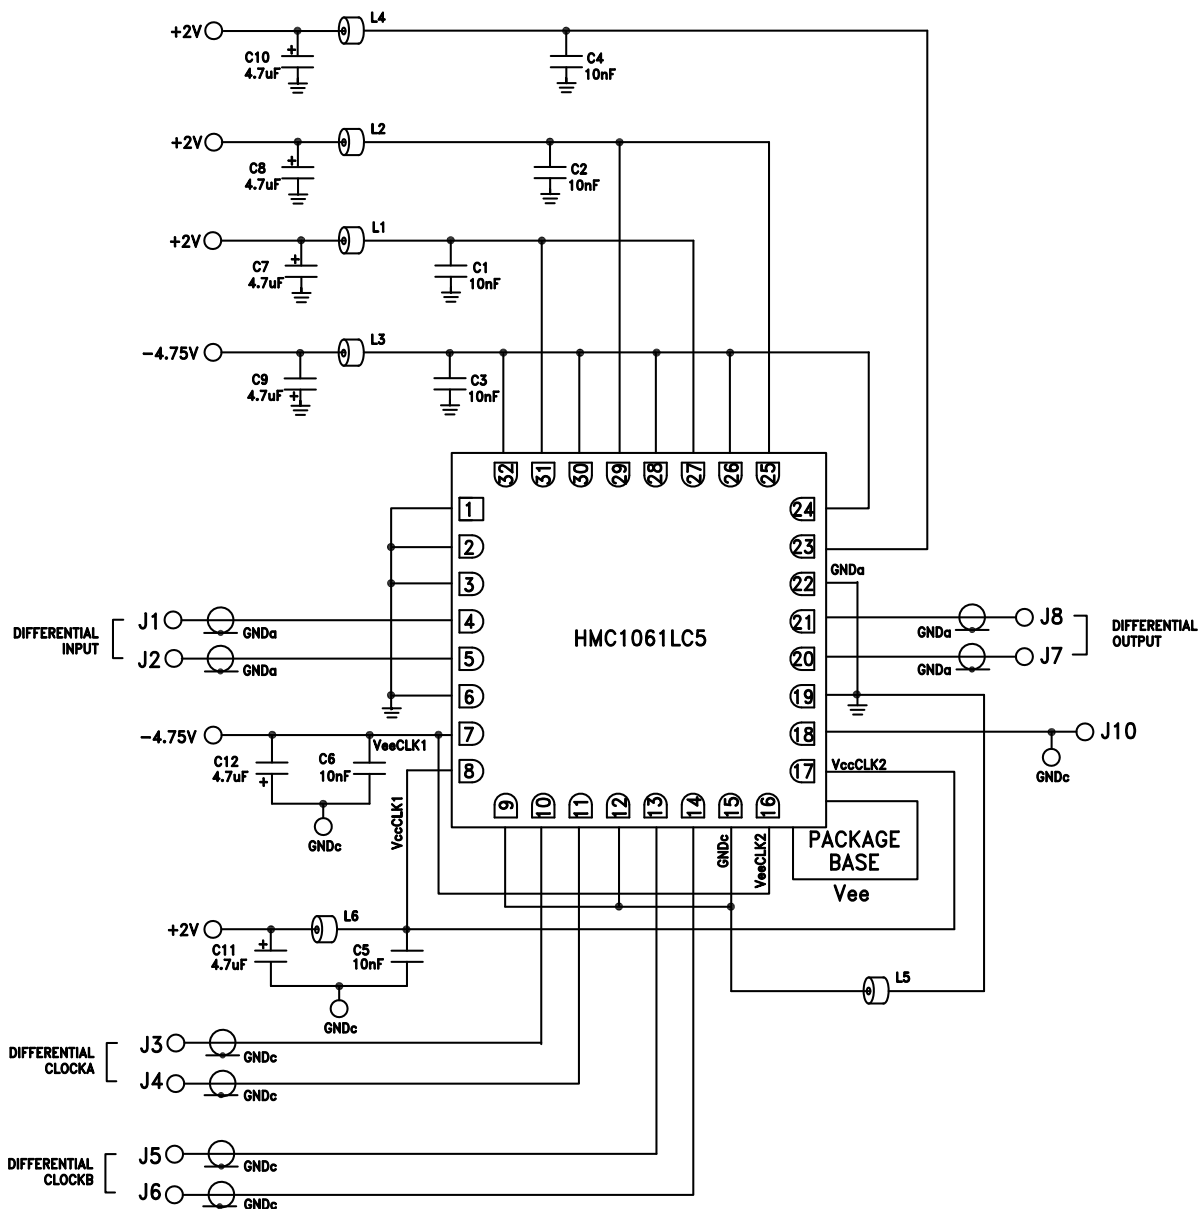 +2V
L4
C10
4.7uF
+
C4
10nF
+2V
L2
C8
4.7uF
+
C2
10nF
+2V
L1
C7
4.7uF
+
C1
10nF
-4.75V
L3
C9
4.7uF
+
C3
10nF
32
31
30
29
28
27
26
25
1
2
3
4
5
6
7
8
24
23
22
21
20
19
18
17
9
10
11
12
13
14
15
16
HMC1061LC5
GNDa
DIFFERENTIAL
INPUT
J1
GNDa
J2
GNDa
J8
GNDa
J7
GNDa
DIFFERENTIAL
OUTPUT
-4.75V
VeeCLK1
C12
4.7uF
+
C6
10nF
GNDc
VccCLK1
J10
GNDc
VccCLK2
GNDc
VeeCLK2
PACKAGE
BASE
Vee
+2V
L6
C11
4.7uF
+
C5
10nF
GNDc
L5
DIFFERENTIAL
CLOCKA
J3
GNDc
J4
GNDc
DIFFERENTIAL
CLOCKB
J5
GNDc
J6
GNDc